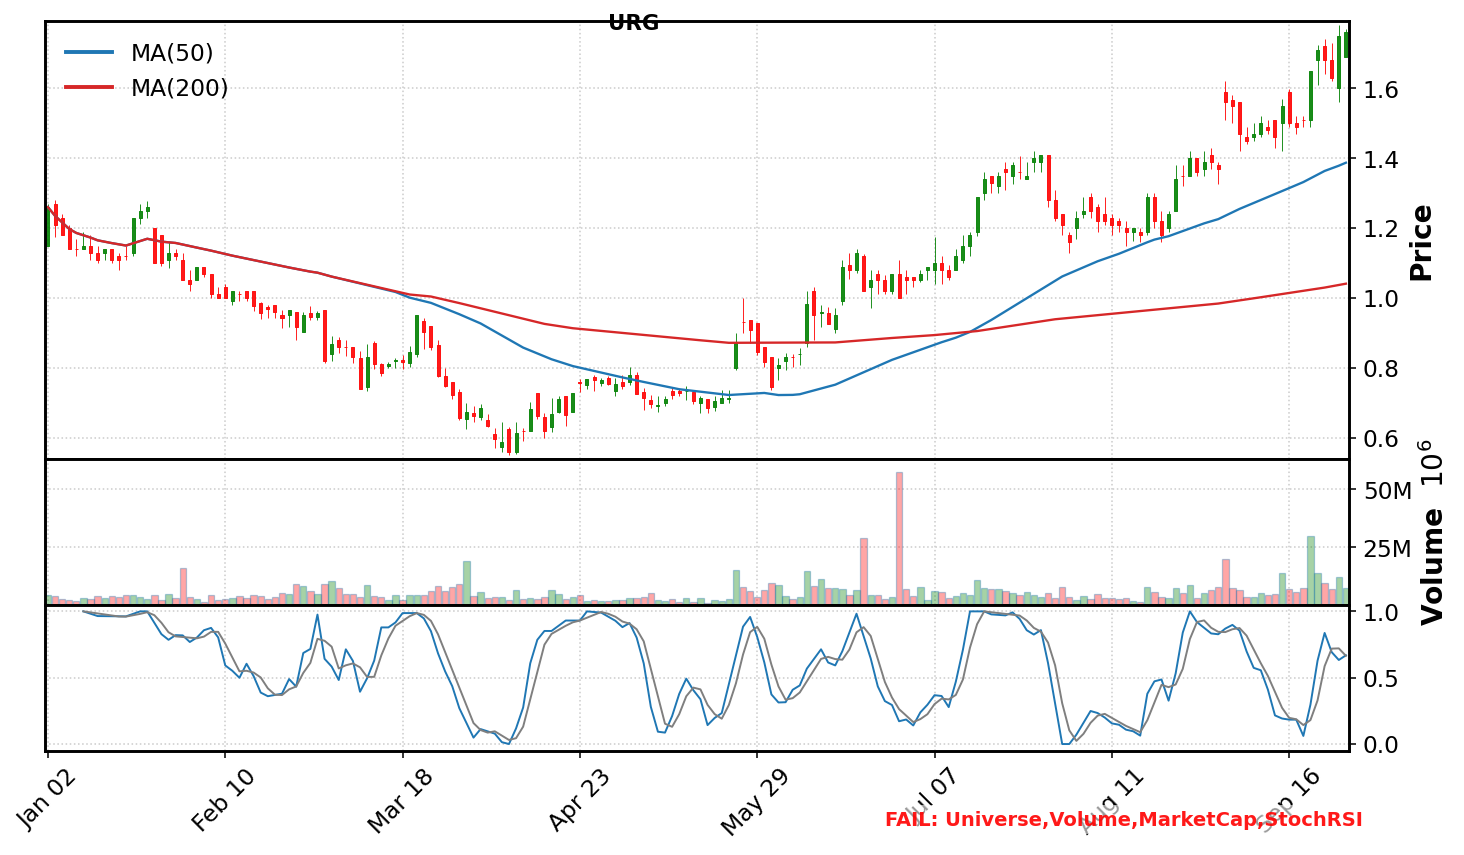 URG
MA(50)
MA(200)
1.6
1.4
1.2
1.0
0.8
0.6
Price
50M
25M
Volume 10^6
1.0
0.5
0.0
Jan 02
Feb 10
Mar 18
Apr 23
May 29
Jul 07
Aug 11
Sep 16
FAIL: Universe,Volume,MarketCap,StochRSI